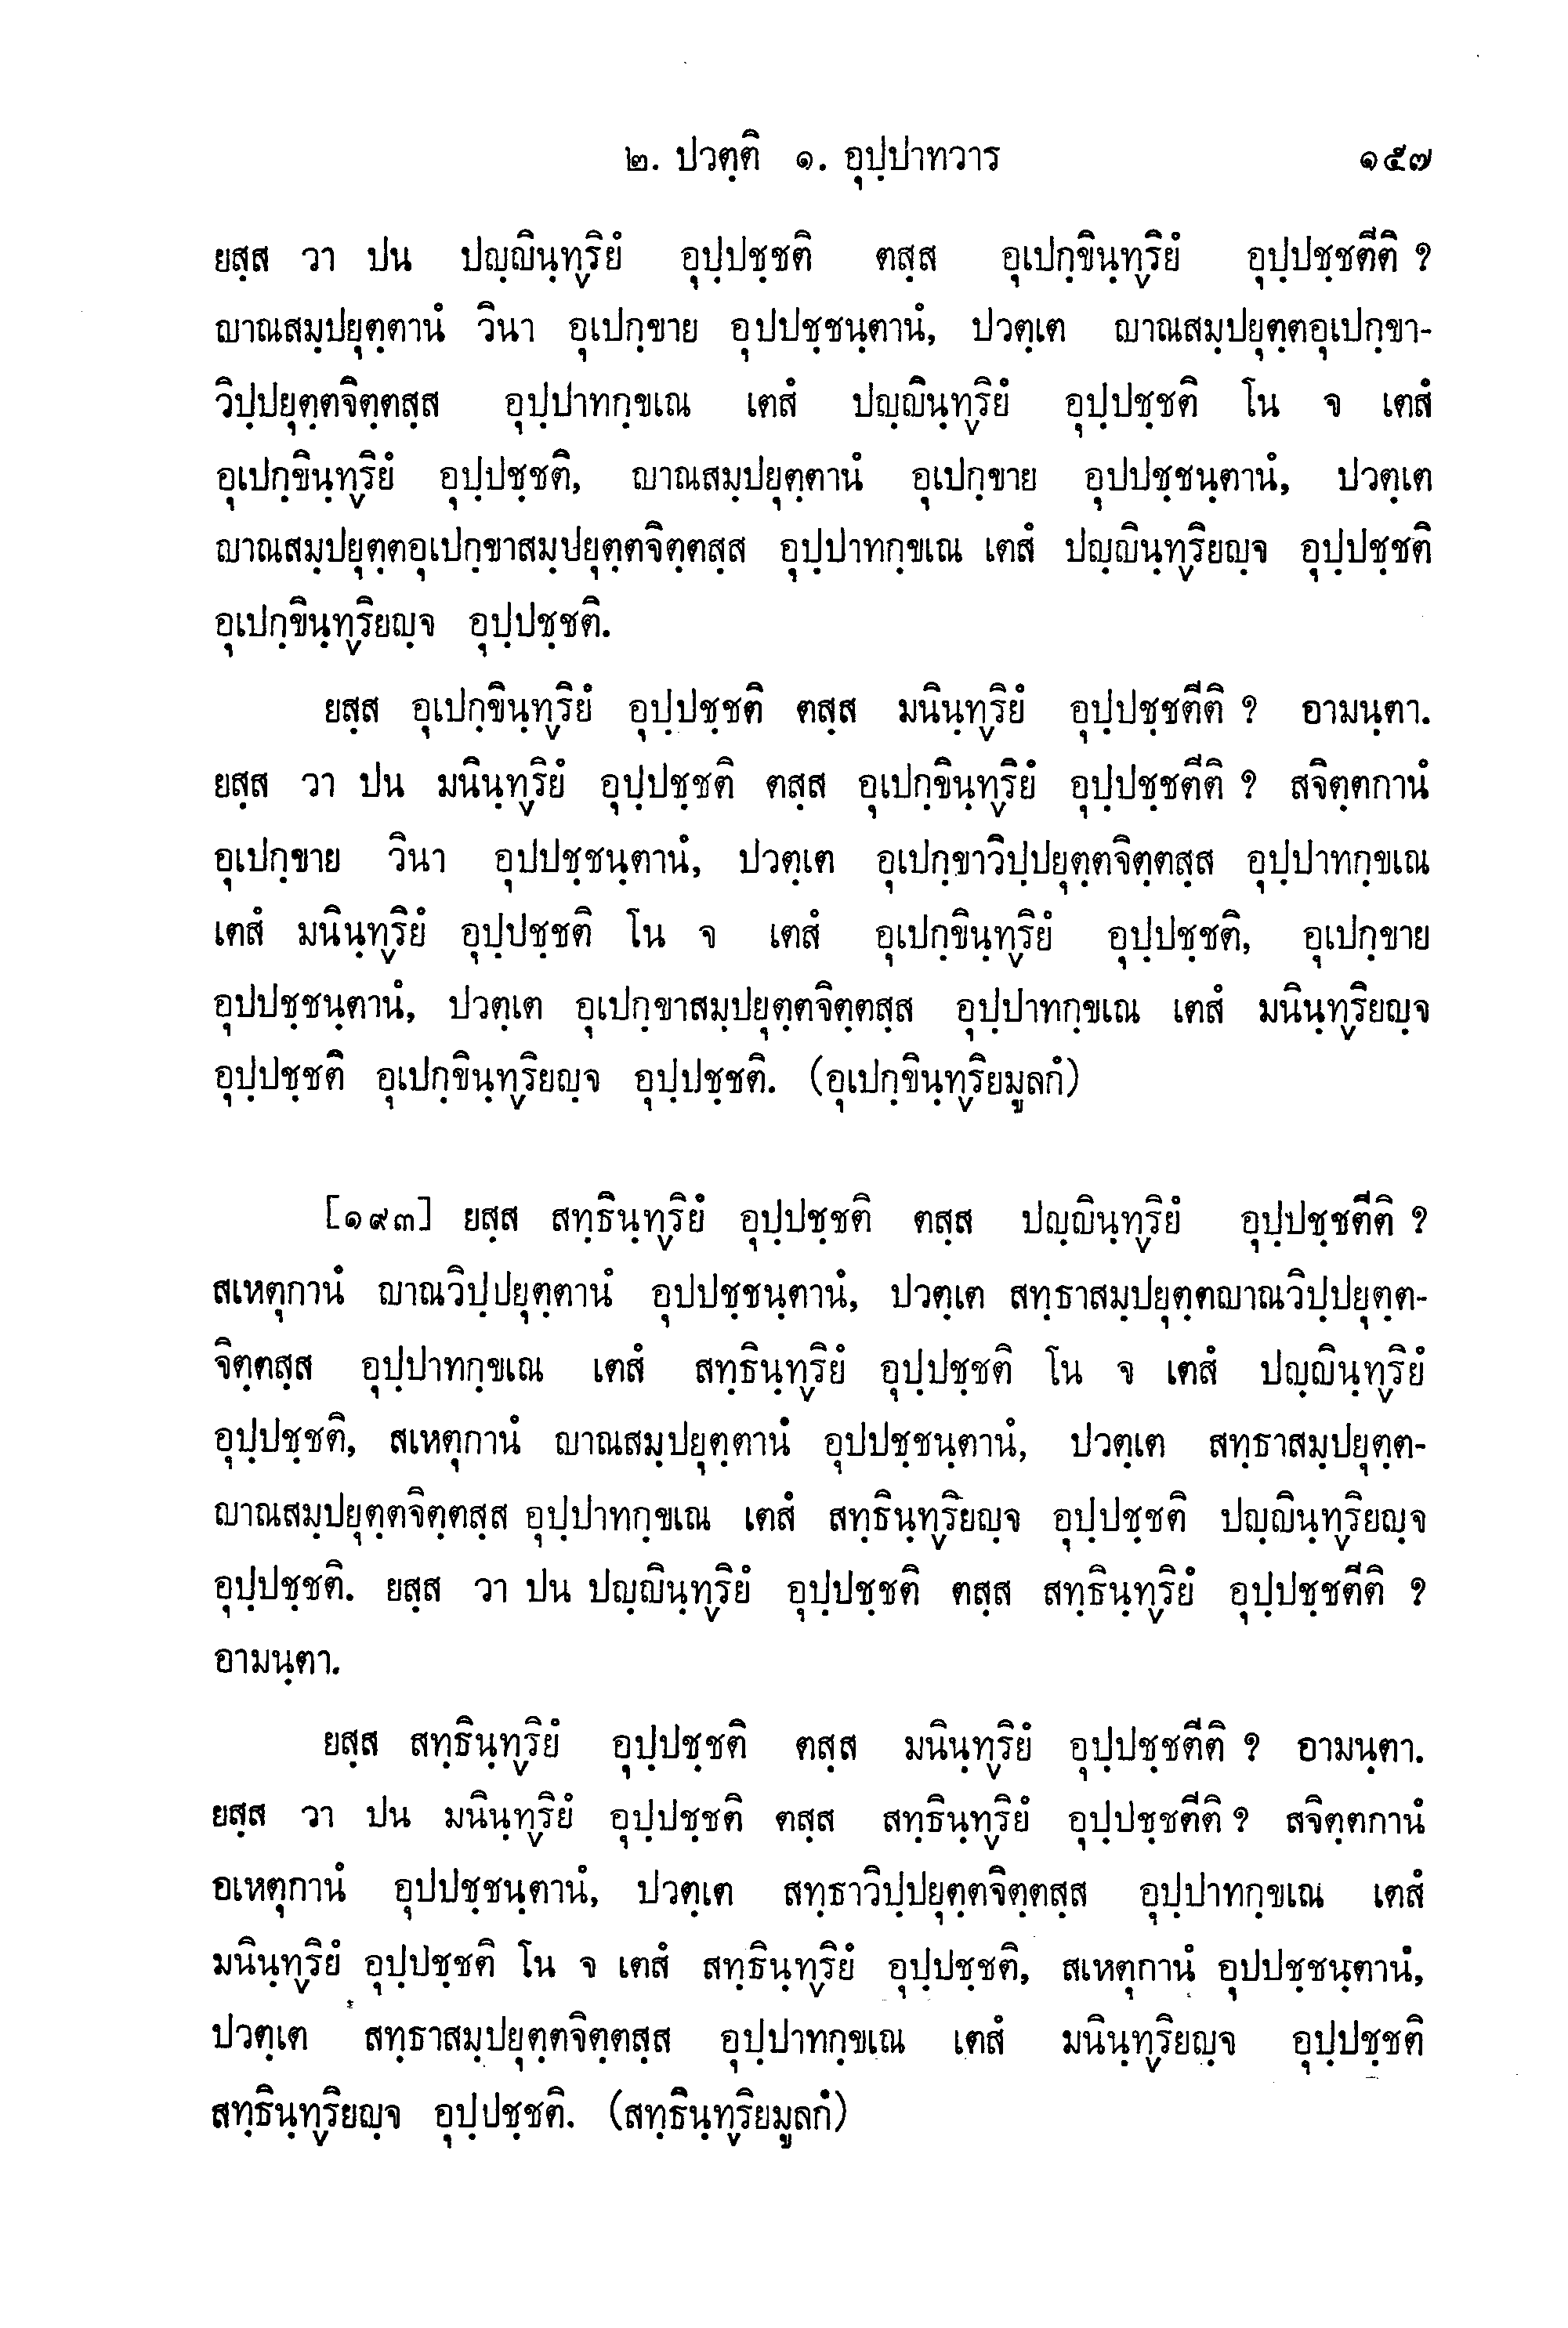 ๒. ปวตฺติ ๑. อุปฺปาทวาร ๑๕๗
ยสฺส วา ปน ปญฺญินฺทฺริยํ อุปฺปชฺชติ ตสฺส อุเปกฺขินฺทฺริยํ อุปฺปชฺชตีติ ?
ญาณสมฺปยุตฺตานํ วินา อุเปกฺขาย อุปปชฺชนฺตานํ, ปวตฺเต ญาณสมฺปยุตฺตอุเปกฺขา-
วิปฺปยุตฺตจิตฺตสฺส อุปฺปาทกฺขเณ เตสํ ปญฺญินฺทฺริยํ อุปฺปชฺชติ โน จ เตสํ
อุเปกฺขินฺทฺริยํ อุปฺปชฺชติ, ญาณสมฺปยุตฺตานํ อุเปกฺขาย อุปปชฺชนฺตานํ, ปวตฺเต
ญาณสมฺปยุตฺตอุเปกฺขาสมฺปยุตฺตจิตฺตสฺส อุปฺปาทกฺขเณ เตสํ ปญฺญินฺทฺริยญฺจ อุปฺปชฺชติ
อุเปกฺขินฺทฺริยญฺจ อุปฺปชฺชติ.
ยสฺส อุเปกฺขินฺทฺริยํ อุปฺปชฺชติ ตสฺส มนินฺทฺริยํ อุปฺปชฺชตีติ ? อามนฺตา.
ยสฺส วา ปน มนินฺทฺริยํ อุปฺปชฺชติ ตสฺส อุเปกฺขินฺทฺริยํ อุปฺปชฺชตีติ ? สจิตฺตกานํ
อุเปกฺขาย วินา อุปปชฺชนฺตานํ, ปวตฺเต อุเปกฺขาวิปฺปยุตฺตจิตฺตสฺส อุปฺปาทกฺขเณ
เตสํ มนินฺทฺริยํ อุปฺปชฺชติ โน จ เตสํ อุเปกฺขินฺทฺริยํ อุปฺปชฺชติ, อุเปกฺขาย
อุปปชฺชนฺตานํ, ปวตฺเต อุเปกฺขาสมฺปยุตฺตจิตฺตสฺส อุปฺปาทกฺขเณ เตสํ มนินฺทฺริยญฺจ
อุปฺปชฺชติ อุเปกฺขินฺทฺริยญฺจ อุปฺปชฺชติ. (อุเปกฺขินฺทฺริยมูลกํ)
[๑๙๓] ยสฺส สทฺธินฺทฺริยํ อุปฺปชฺชติ ตสฺส ปญฺญินฺทฺริยํ อุปฺปชฺชตีติ ?
สเหตุกานํ ญาณวิปฺปยุตฺตานํ อุปปชฺชนฺตานํ, ปวตฺเต สทฺธาสมฺปยุตฺตญาณวิปฺปยุตฺต-
จิตฺตสฺส อุปฺปาทกฺขเณ เตสํ สทฺธินฺทฺริยํ อุปฺปชฺชติ โน จ เตสํ ปญฺญินฺทฺริยํ
อุปฺปชฺชติ, สเหตุกานํ ญาณสมฺปยุตฺตานํ อุปปชฺชนฺตานํ, ปวตฺเต สทฺธาสมฺปยุตฺต-
ญาณสมฺปยุตฺตจิตฺตสฺส อุปฺปาทกฺขเณ เตสํ สทฺธินฺทฺริยญฺจ อุปฺปชฺชติ ปญฺญินฺทฺริยญฺจ
อุปฺปชฺชติ. ยสฺส วา ปน ปญฺญินฺทฺริยํ อุปฺปชฺชติ ตสฺส สทฺธินฺทฺริยํ อุปฺปชฺชตีติ ?
อามนฺตา.
ยสฺส สทฺธินฺทฺริยํ อุปฺปชฺชติ ตสฺส มนินฺทฺริยํ อุปฺปชฺชตีติ ? อามนฺตา.
ยสฺส วา ปน มนินฺทฺริยํ อุปฺปชฺชติ ตสฺส สทฺธินฺทฺริยํ อุปฺปชฺชตีติ ? สจิตฺตกานํ
อเหตุกานํ อุปปชฺชนฺตานํ, ปวตฺเต สทฺธาวิปฺปยุตฺตจิตฺตสฺส อุปฺปาทกฺขเณ เตสํ
มนินฺทฺริยํ อุปฺปชฺชติ โน จ เตสํ สทฺธินฺทฺริยํ อุปฺปชฺชติ, สเหตุกานํ อุปปชฺชนฺตานํ,
ปวตฺเต สทฺธาสมฺปยุตฺตจิตฺตสฺส อุปฺปาทกฺขเณ เตสํ มนินฺทฺริยญฺจ อุปฺปชฺชติ
สทฺธินฺทฺริยญฺจ อุปฺปชฺชติ. (สทฺธินฺทฺริยมูลกํ)